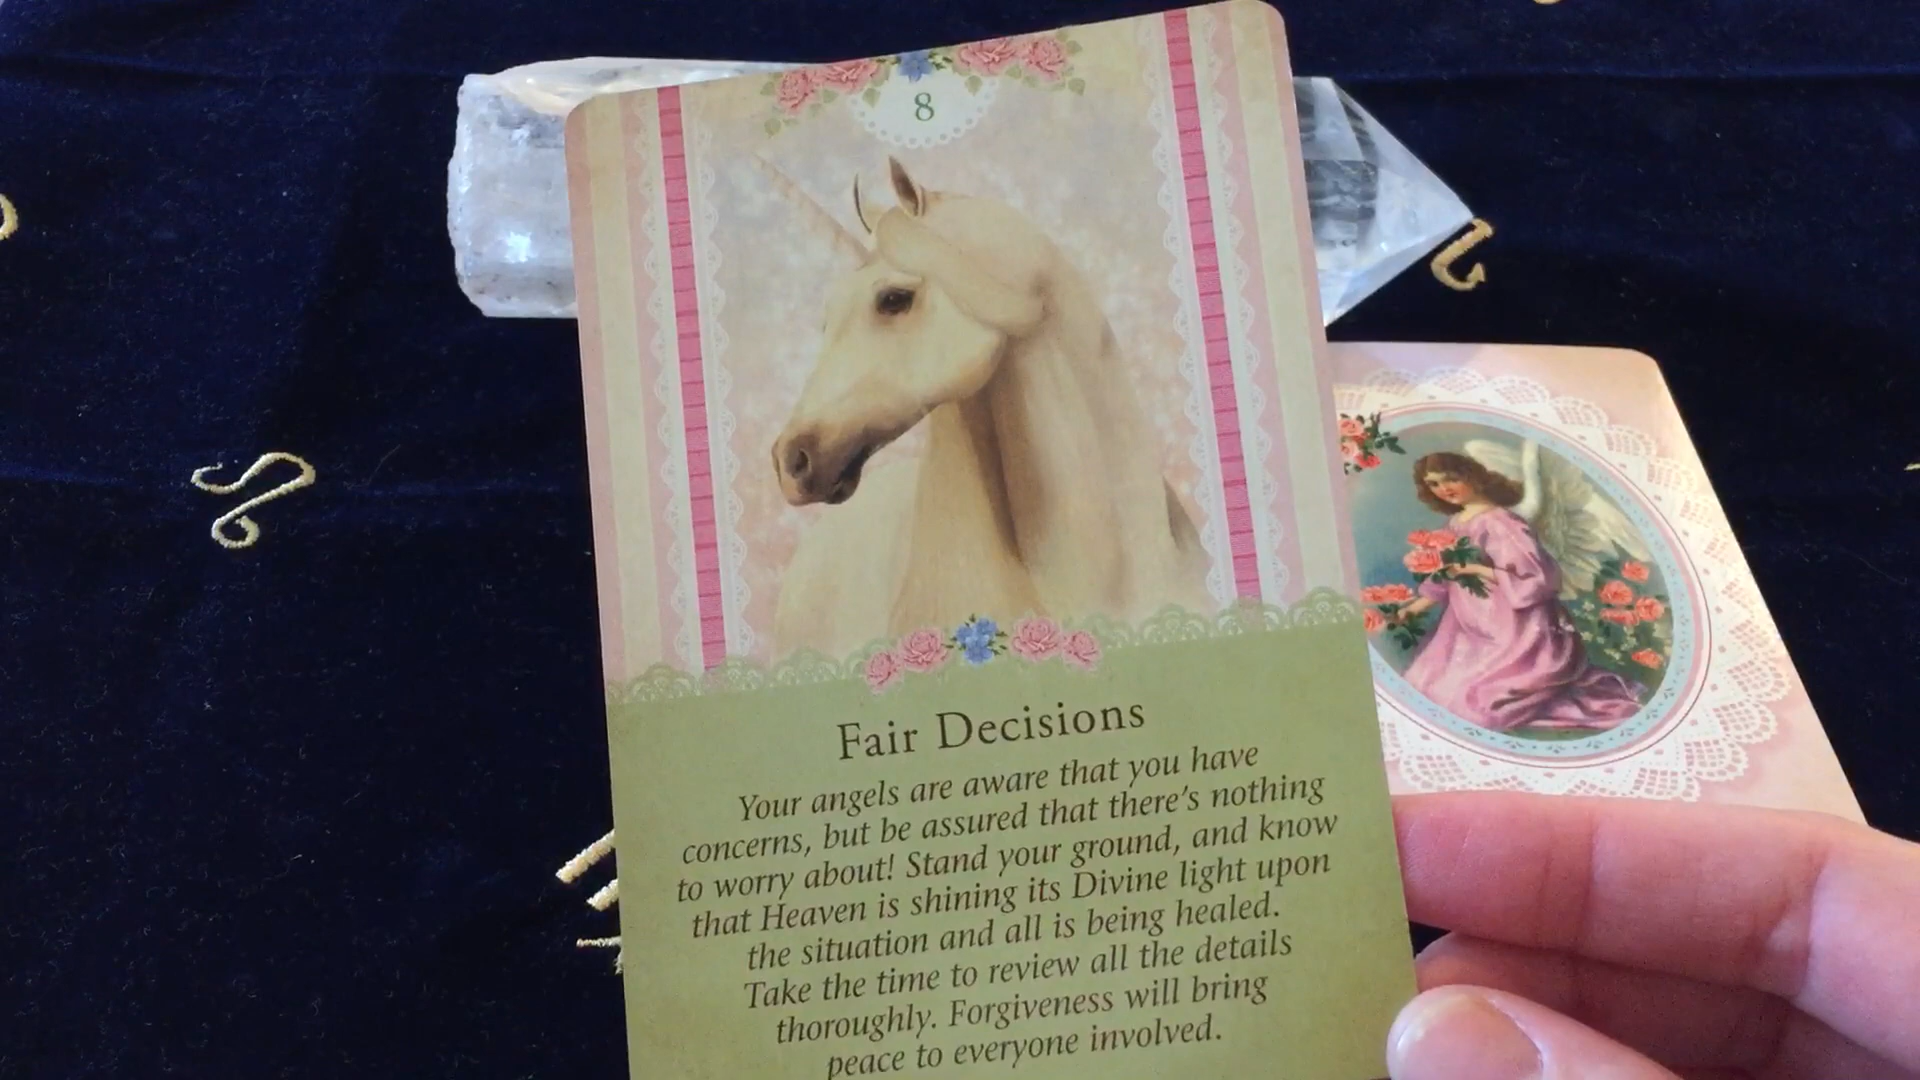 8
Fair Decisions
Your angels are aware that you have
concerns, but be assured that there's nothing
to worry about! Stand your ground, and know
that Heaven is shining its Divine light upon
the situation and all is being healed.
Take the time to review all the details
thoroughly. Forgiveness will bring
peace to everyone involved.